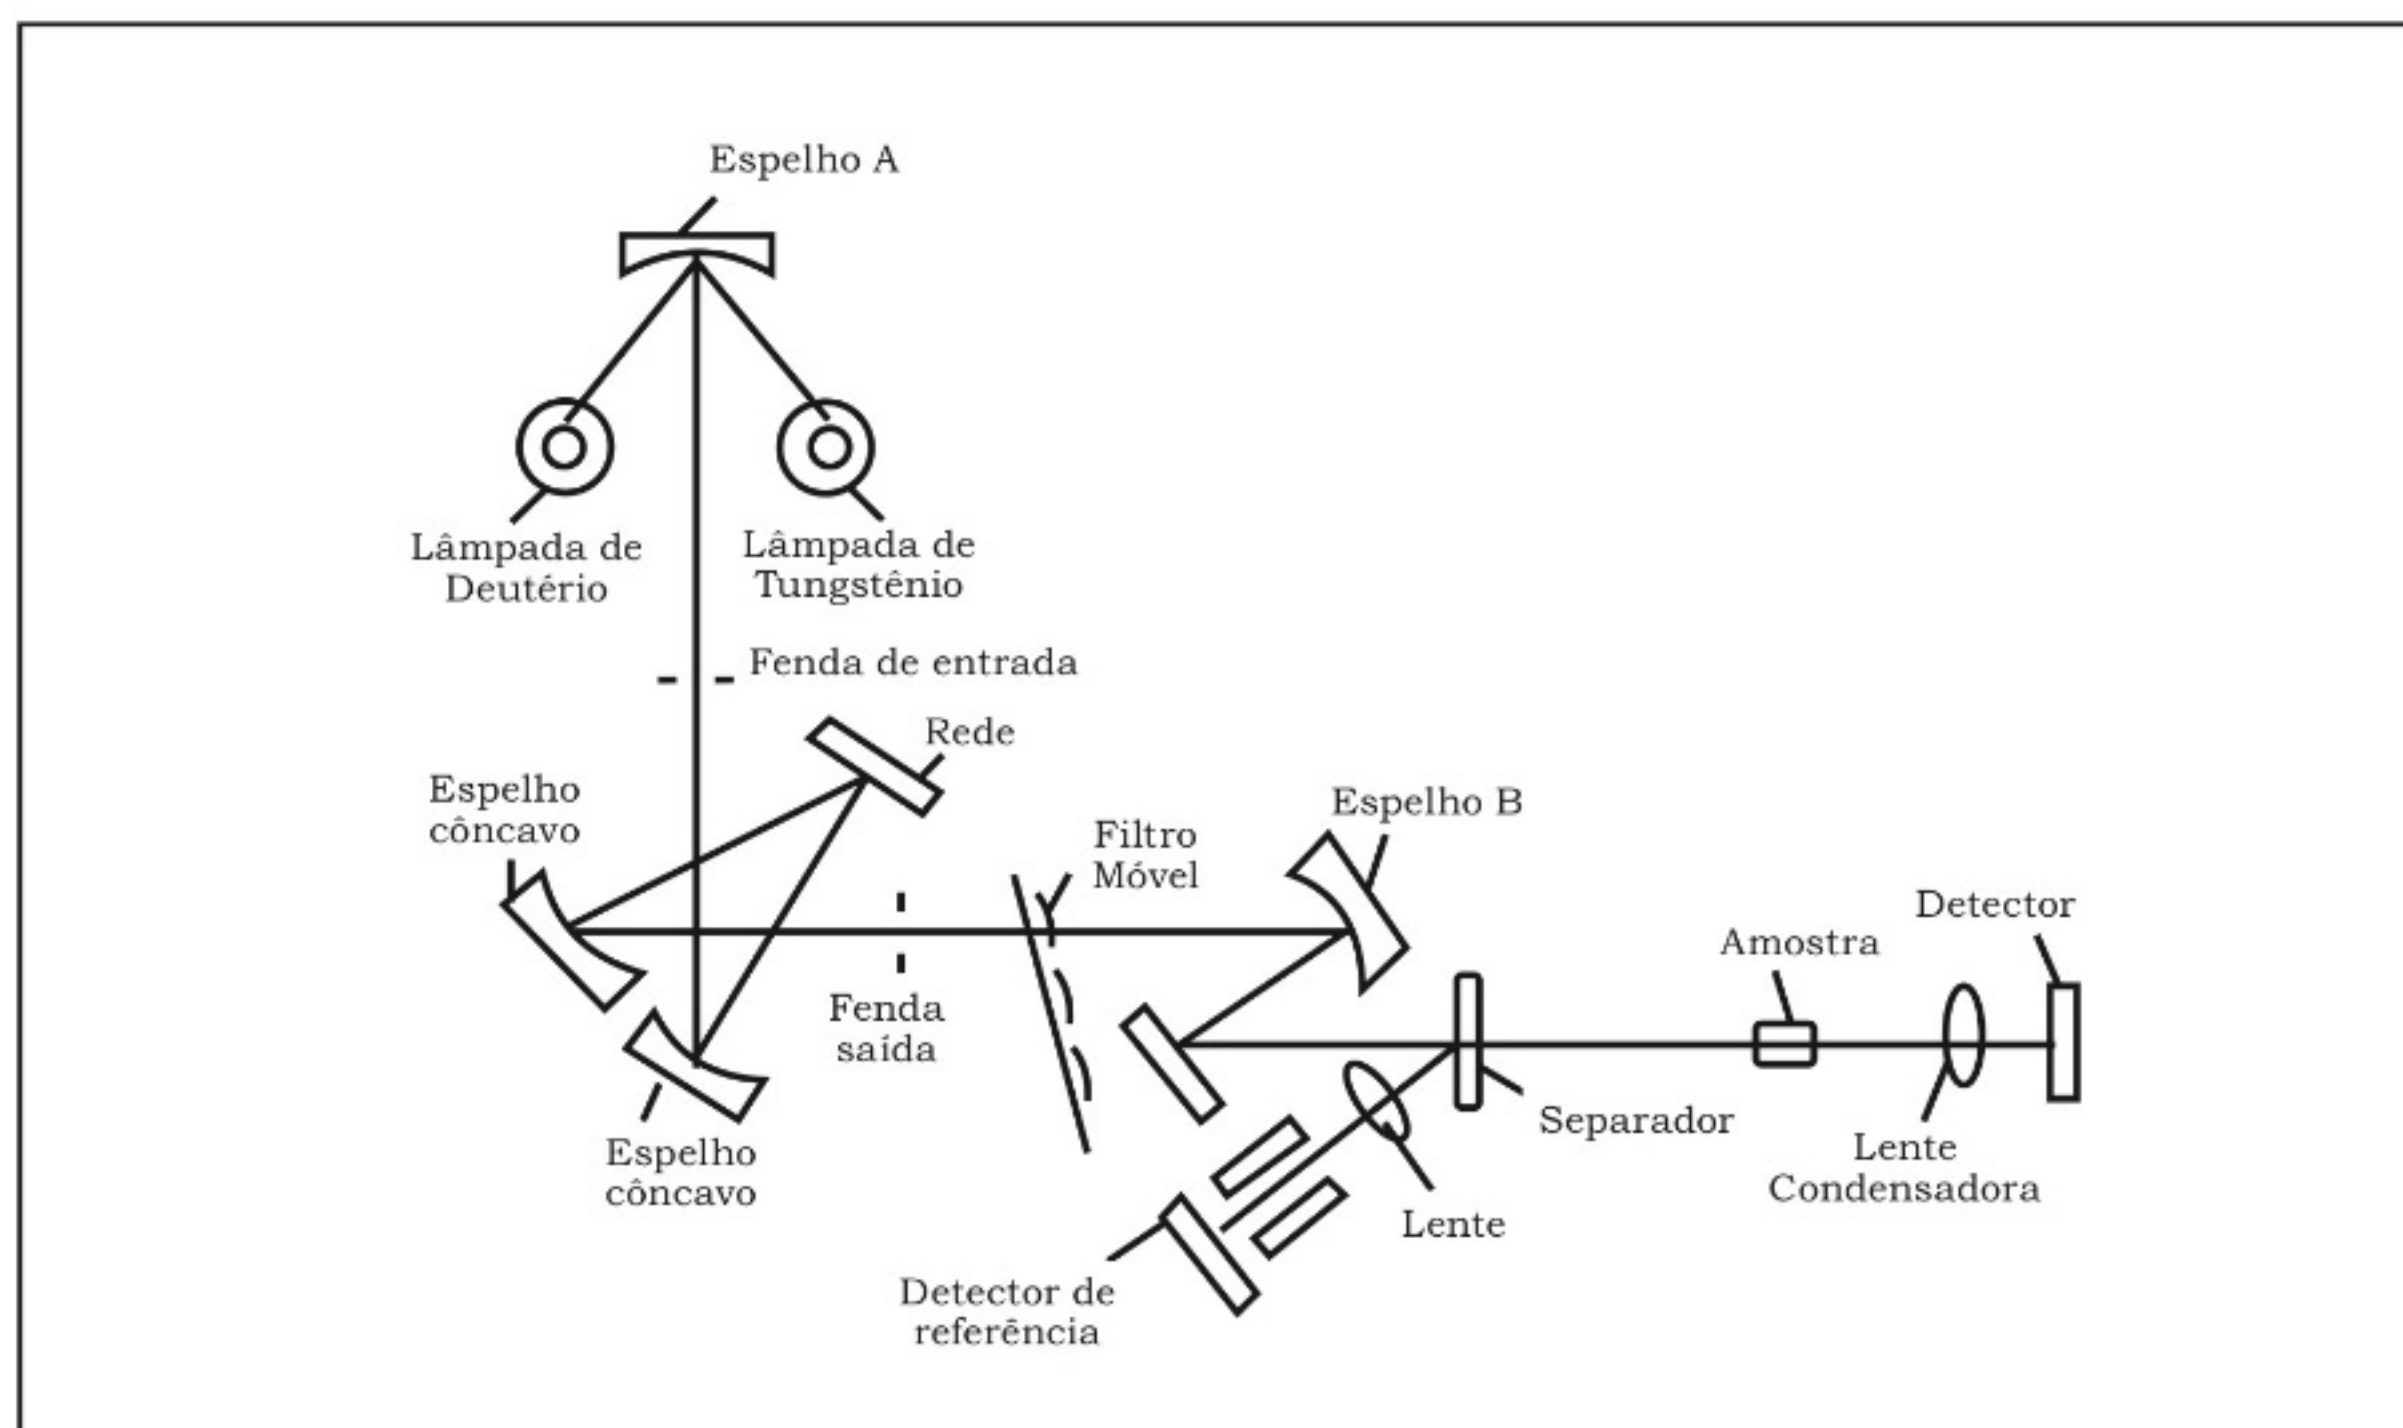 Espelho A
Lâmpada de
Deutério
Lâmpada de
Tungstênio
Fenda de entrada
Rede
Espelho
côncavo
Espelho B
Filtro
Móvel
Detector
Amostra
Fenda
saída
Separador
Espelho
côncavo
Lente
Condensadora
Lente
Detector de
referência